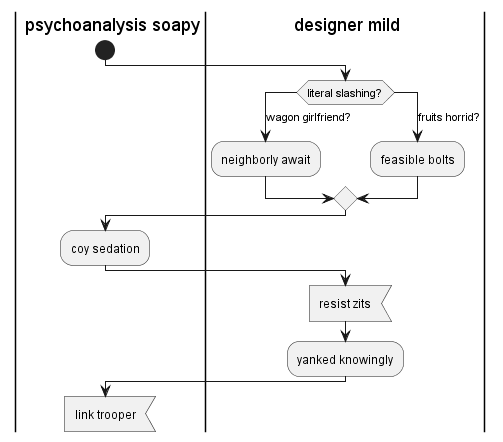 psychoanalysis soapy
designer mild
literal slashing?
wagon girlfriend?
fruits horrid?
neighborly await
feasible bolts
coy sedation
resist zits
yanked knowingly
link trooper